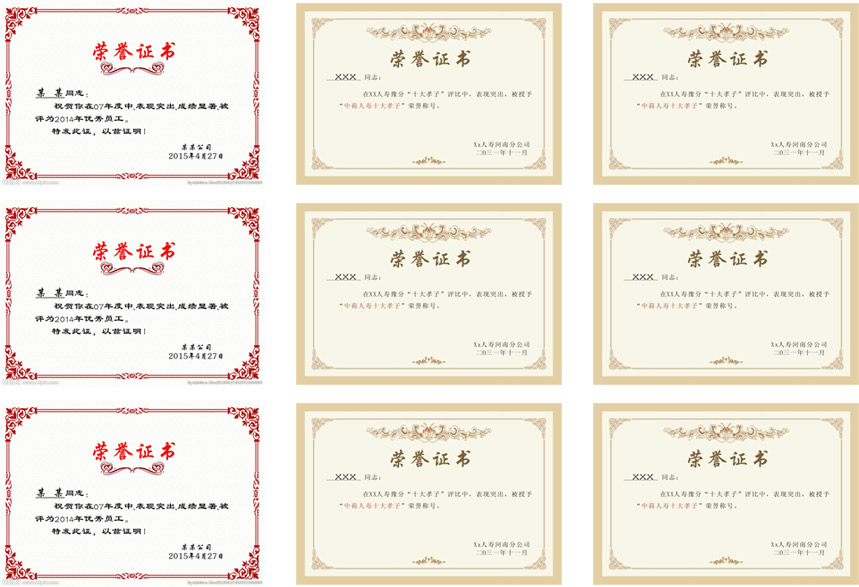 荣誉证书
某 某同志：
祝贺你在07年度中,表现突出,成绩显著,被
评为2014年优秀员工。
特发此证，以兹证明！
某某公司
2015年4月27日
荣誉证书
XXX 同志：
在XX人寿豫分“十大孝子”评比中，表现突出，被授予
“中荷人寿十大孝子”荣誉称号。
Xx人寿河南分公司
二〇三一年十一月
荣誉证书
XXX 同志：
在XX人寿豫分“十大孝子”评比中，表现突出，被授予
“中荷人寿十大孝子”荣誉称号。
Xx人寿河南分公司
二〇三一年十一月
荣誉证书
某 某同志：
祝贺你在07年度中,表现突出,成绩显著,被
评为2014年优秀员工。
特发此证，以兹证明！
某某公司
2015年4月27日
荣誉证书
XXX 同志：
在XX人寿豫分“十大孝子”评比中，表现突出，被授予
“中荷人寿十大孝子”荣誉称号。
Xx人寿河南分公司
二〇三一年十一月
荣誉证书
XXX 同志：
在XX人寿豫分“十大孝子”评比中，表现突出，被授予
“中荷人寿十大孝子”荣誉称号。
Xx人寿河南分公司
二〇三一年十一月
荣誉证书
某 某同志：
祝贺你在07年度中,表现突出,成绩显著,被
评为2014年优秀员工。
特发此证，以兹证明！
某某公司
2015年4月27日
荣誉证书
XXX 同志：
在XX人寿豫分“十大孝子”评比中，表现突出，被授予
“中荷人寿十大孝子”荣誉称号。
Xx人寿河南分公司
二〇三一年十一月
荣誉证书
XXX 同志：
在XX人寿豫分“十大孝子”评比中，表现突出，被授予
“中荷人寿十大孝子”荣誉称号。
Xx人寿河南分公司
二〇三一年十一月